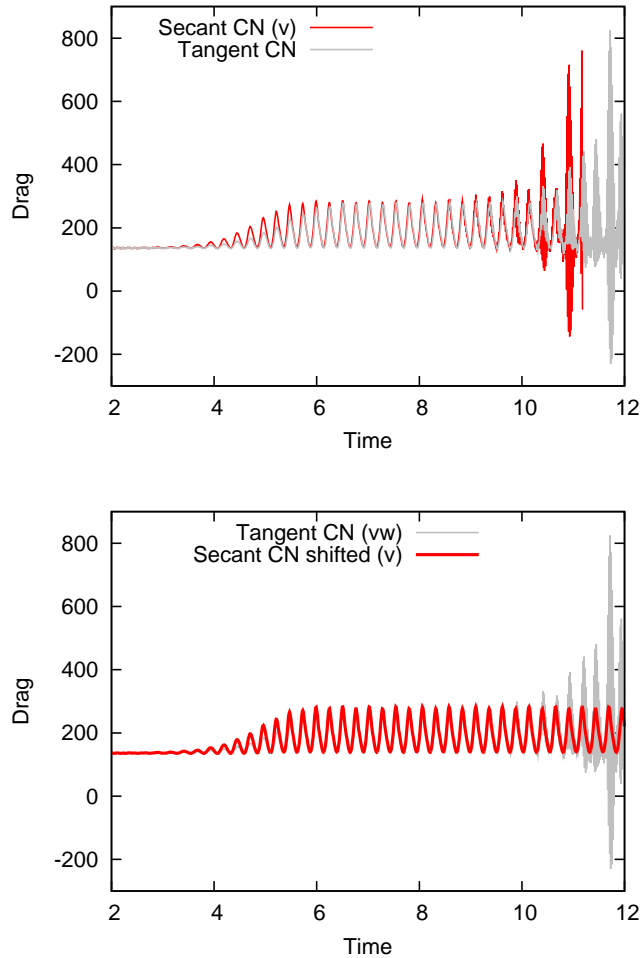 Secant CN (v)
Tangent CN
800
600
400
200
0
-200
Drag
2 4 6 8 10 12
Time
Tangent CN (vw)
Secant CN shifted (v)
800
600
400
200
0
-200
Drag
2 4 6 8 10 12
Time